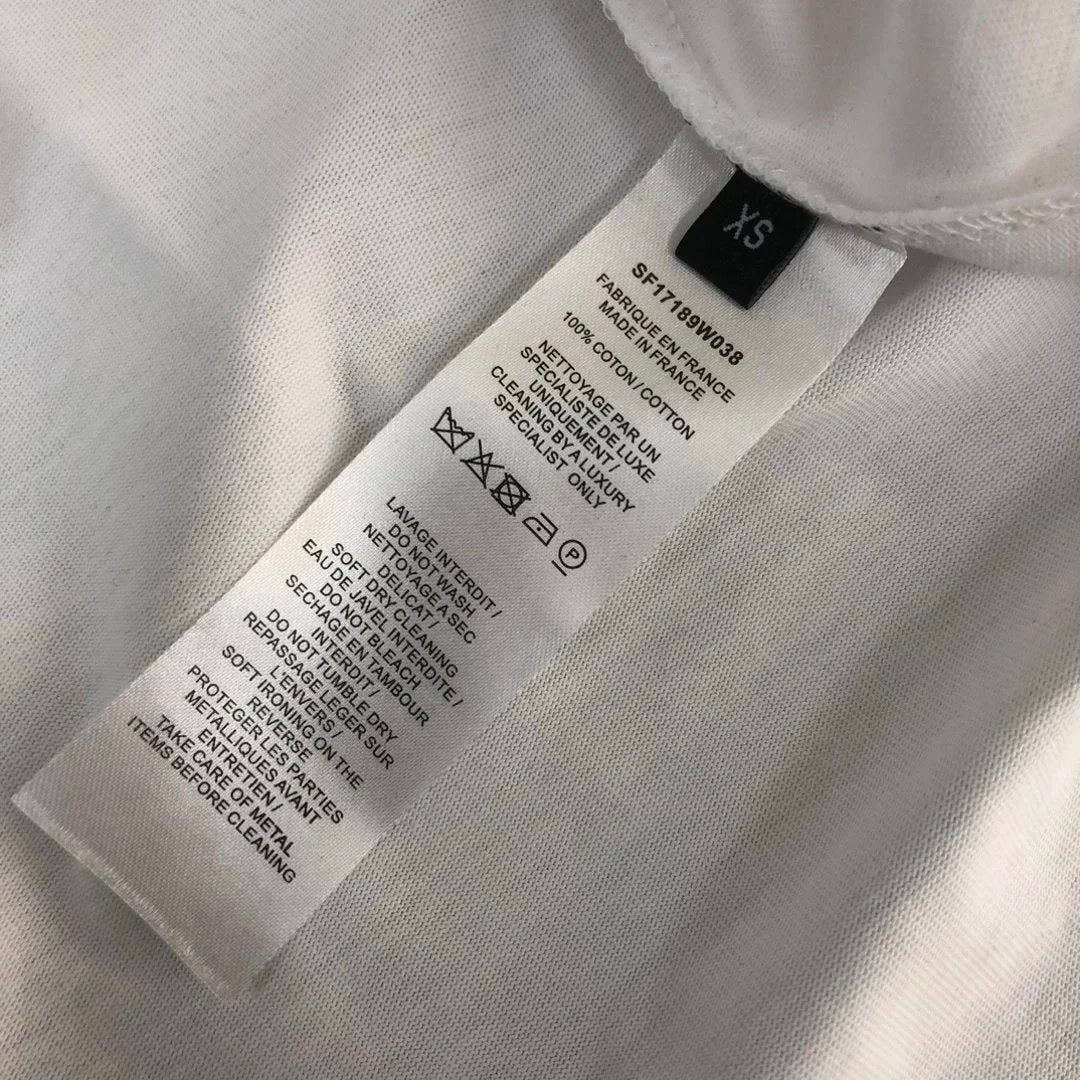 XS
SF17189W038
FABRIQUE EN FRANCE
MADE IN FRANCE
100% COTON / COTTON
NETTOYAGE PAR UN
SPECIALISTE DE LUXE
UNIQUEMENT /
CLEANING BY A LUXURY
SPECIALIST ONLY
P
LAVAGE INTERDIT /
DO NOT WASH
NETTOYAGE A SEC
DELICAT /
SOFT DRY CLEANING
EAU DE JAVEL INTERDITE /
DO NOT BLEACH
SECHAGE EN TAMBOUR
INTERDIT /
DO NOT TUMBLE DRY
REPASSAGE LEGER SUR
L'ENVERS /
SOFT IRONING ON THE
REVERSE
PROTEGER LES PARTIES
METALLIQUES AVANT
ENTRETIEN /
TAKE CARE OF METAL
ITEMS BEFORE CLEANING